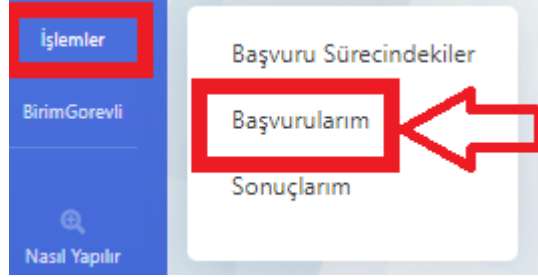 İşlemler
BirimGorevli
Nasıl Yapılır
Başvuru Sürecindekiler
Başvurularım
Sonuçlarım